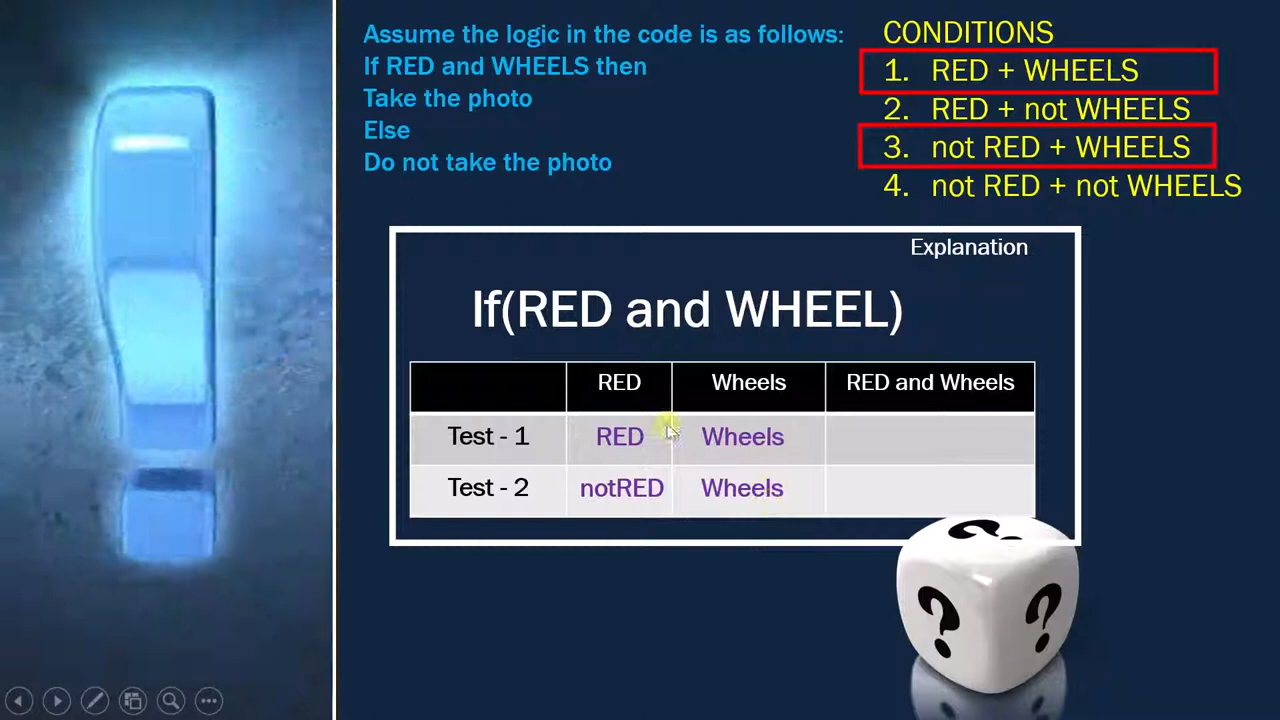 Assume the logic in the code is as follows:
If RED and WHEELS then
Take the photo
Else
Do not take the photo
CONDITIONS
1. RED + WHEELS
2. RED + not WHEELS
3. not RED + WHEELS
4. not RED + not WHEELS
Explanation
If(RED and WHEEL)
RED Wheels RED and Wheels
Test - 1 RED Wheels
Test - 2 notRED Wheels
? ? ?